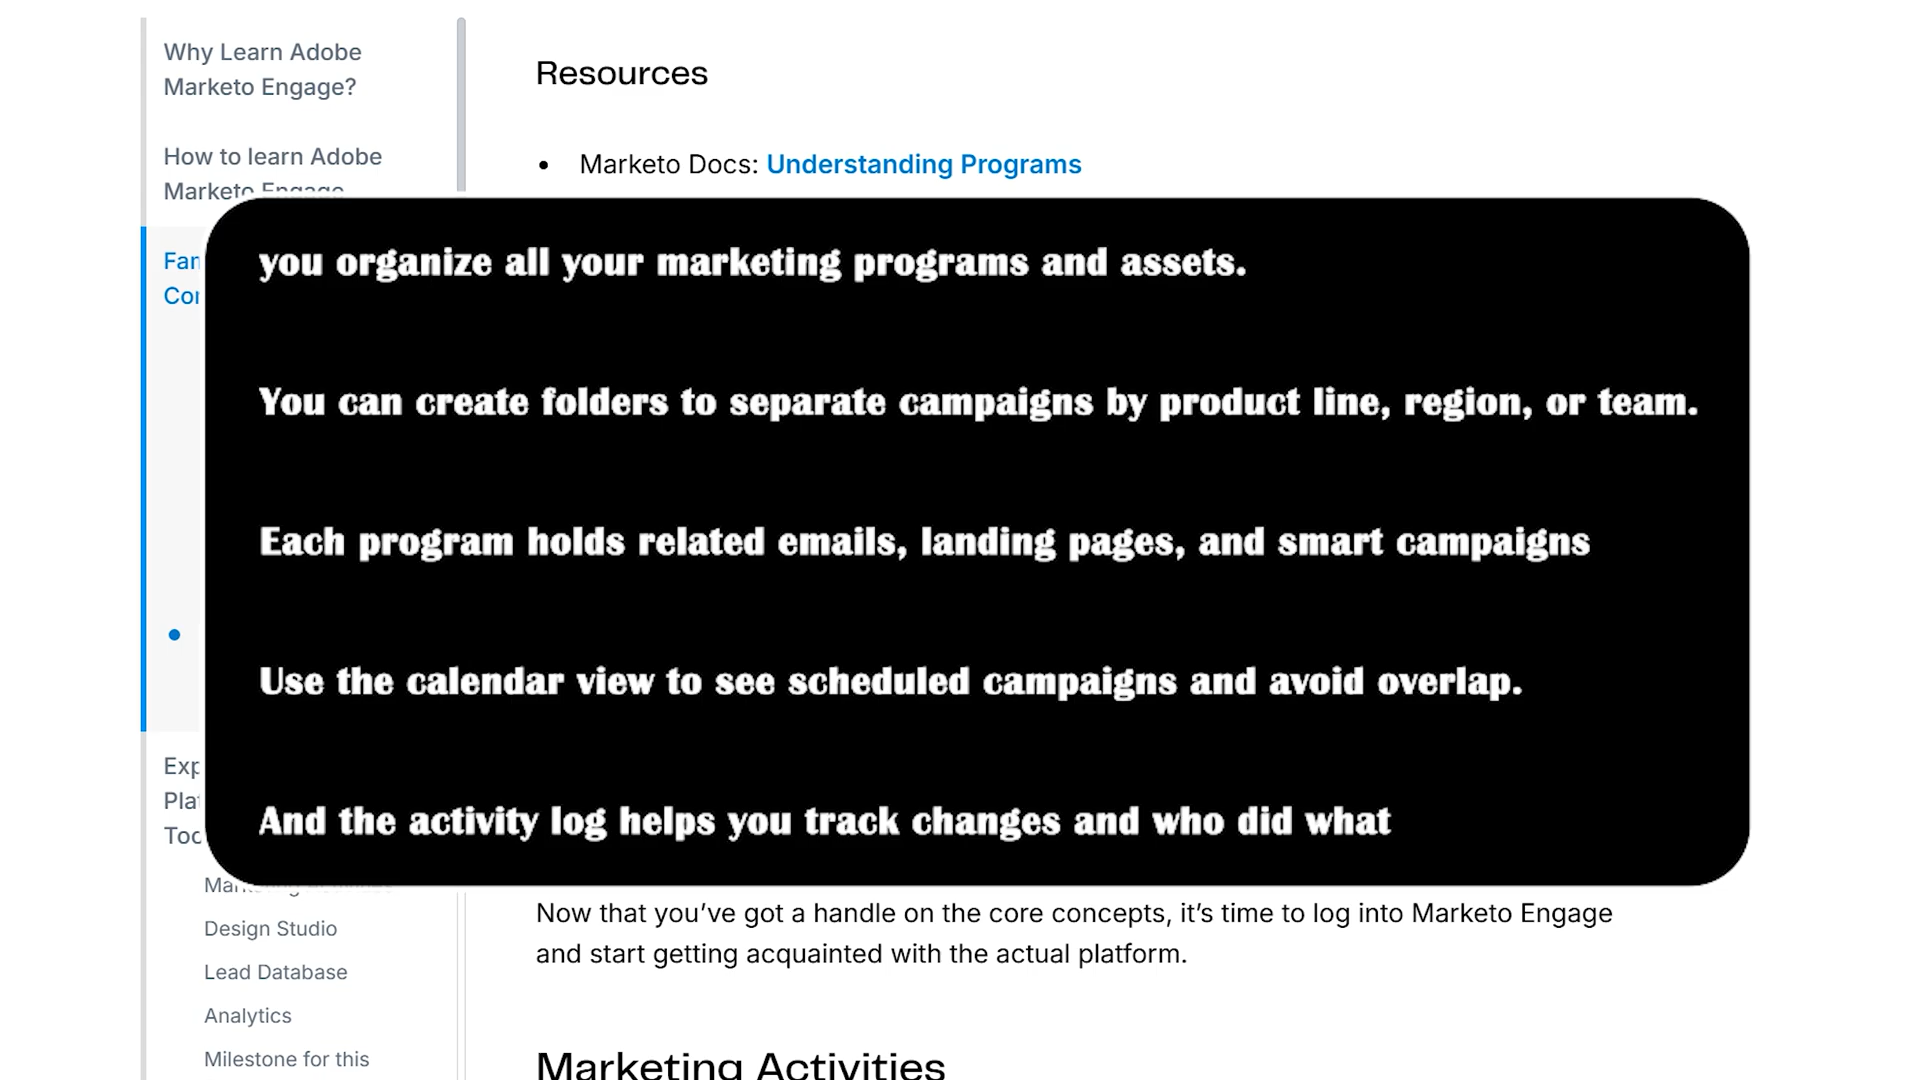 Why Learn Adobe
Marketo Engage?
How to learn Adobe
Marketo Engage
Resources
Marketo Docs: Understanding Programs
you organize all your marketing programs and assets.
You can create folders to separate campaigns by product line, region, or team.
Each program holds related emails, landing pages, and smart campaigns
Use the calendar view to see scheduled campaigns and avoid overlap.
And the activity log helps you track changes and who did what
Design Studio
Lead Database
Analytics
Milestone for this
Now that you’ve got a handle on the core concepts, it’s time to log into Marketo Engage
and start getting acquainted with the actual platform.
Marketing Activities